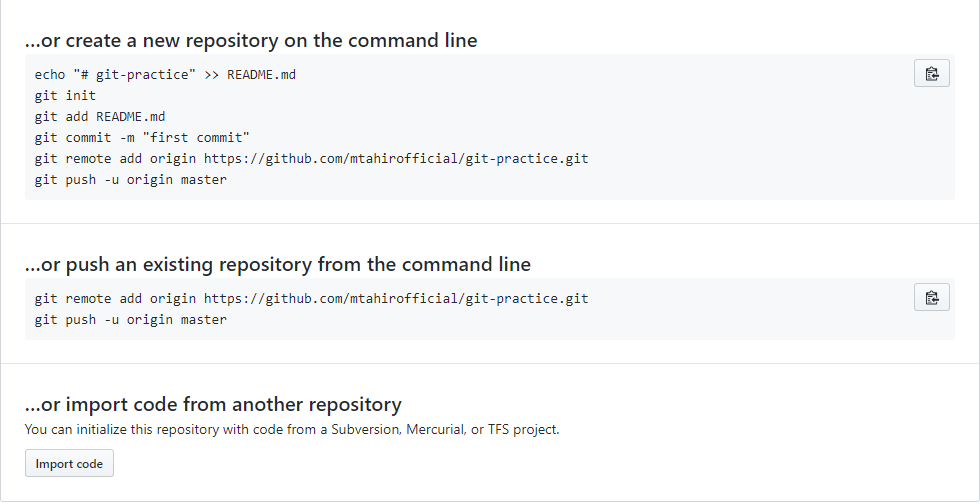 ...or create a new repository on the command line
echo "# git-practice" >> README.md
git init
git add README.md
git commit -m "first commit"
git remote add origin https://github.com/mtahirofficial/git-practice.git
git push -u origin master
...or push an existing repository from the command line
git remote add origin https://github.com/mtahirofficial/git-practice.git
git push -u origin master
...or import code from another repository
You can initialize this repository with code from a Subversion, Mercurial, or TFS project.
Import code